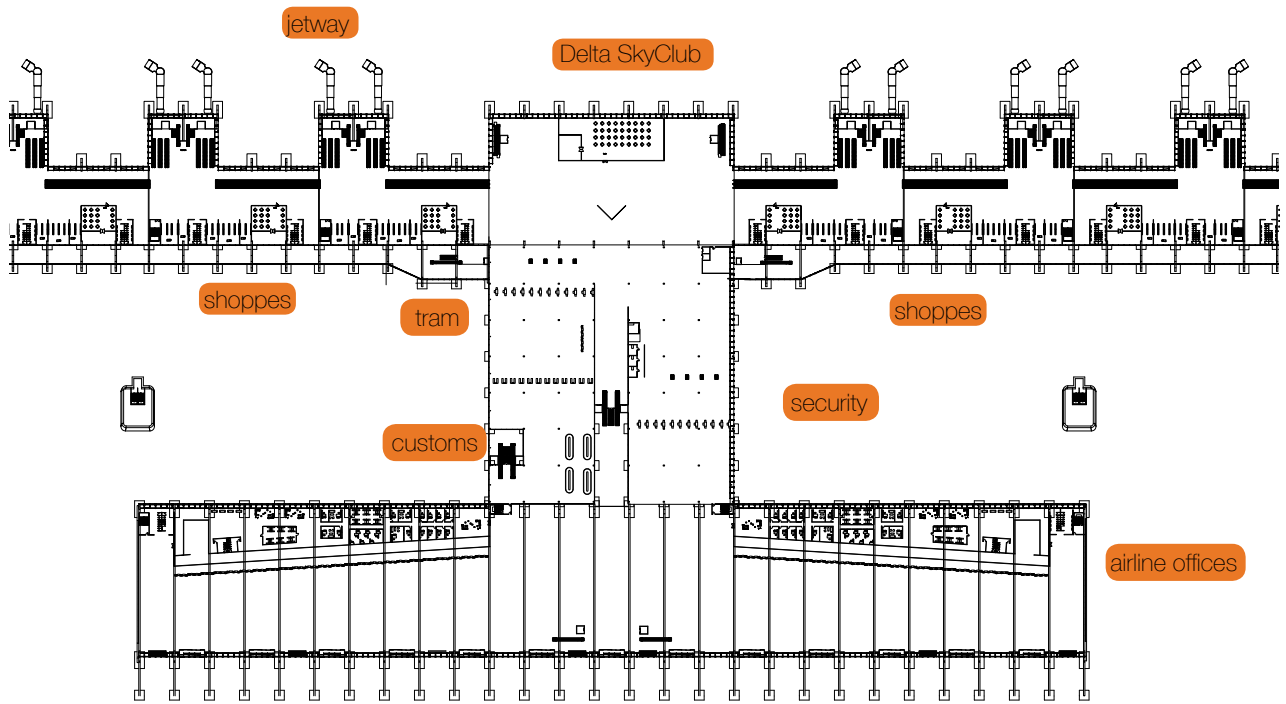 jetway
Delta SkyClub
shoppes
tram
shoppes
security
customs
airline offices